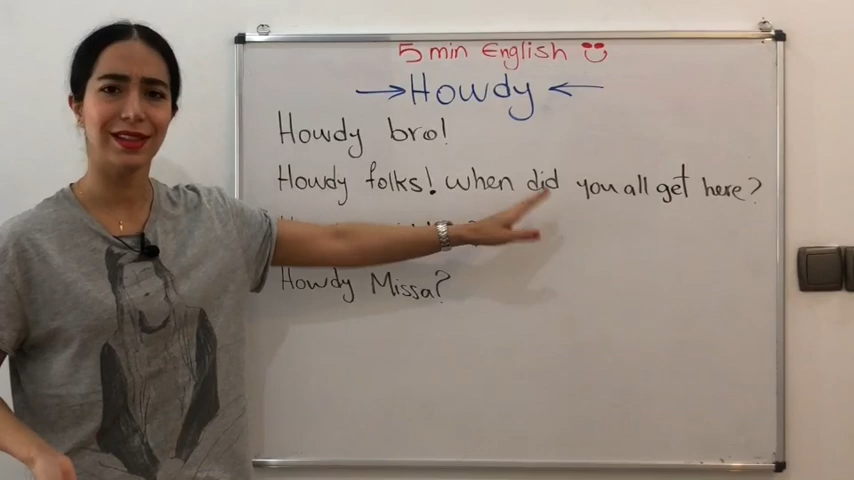 5 min English
Howdy
Howdy bro!
Howdy folks! when did you all get here?
Howdy Missa?